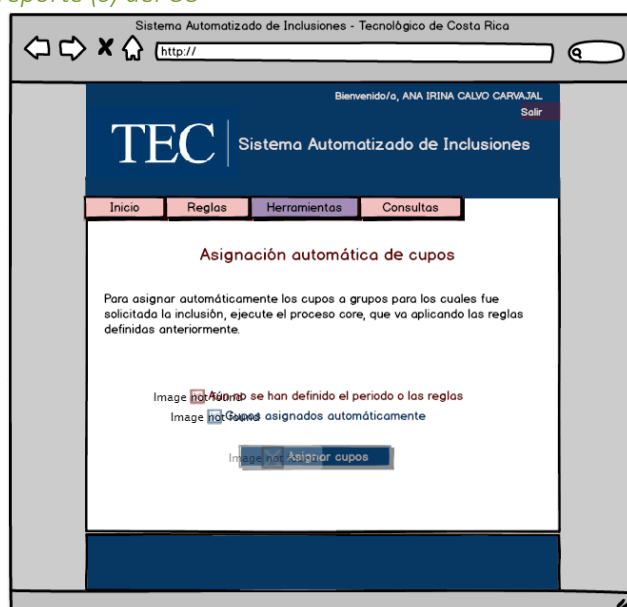 reporte (s) del CU
Sistema Automatizado de Inclusiones - Tecnológico de Costa Rica
http://
Bienvenido/a, ANA IRINA CALVO CARVAJAL
Salir
TEC Sistema Automatizado de Inclusiones
Inicio Reglas Herramientas Consultas
Asignación automática de cupos
Para asignar automáticamente los cupos a grupos para los cuales fue
solicitada la inclusión, ejecute el proceso core, que va aplicando las reglas
definidas anteriormente.
Image not found Aún no se han definido el periodo o las reglas
Image not found Cupos asignados automáticamente
Image not found Asignar cupos